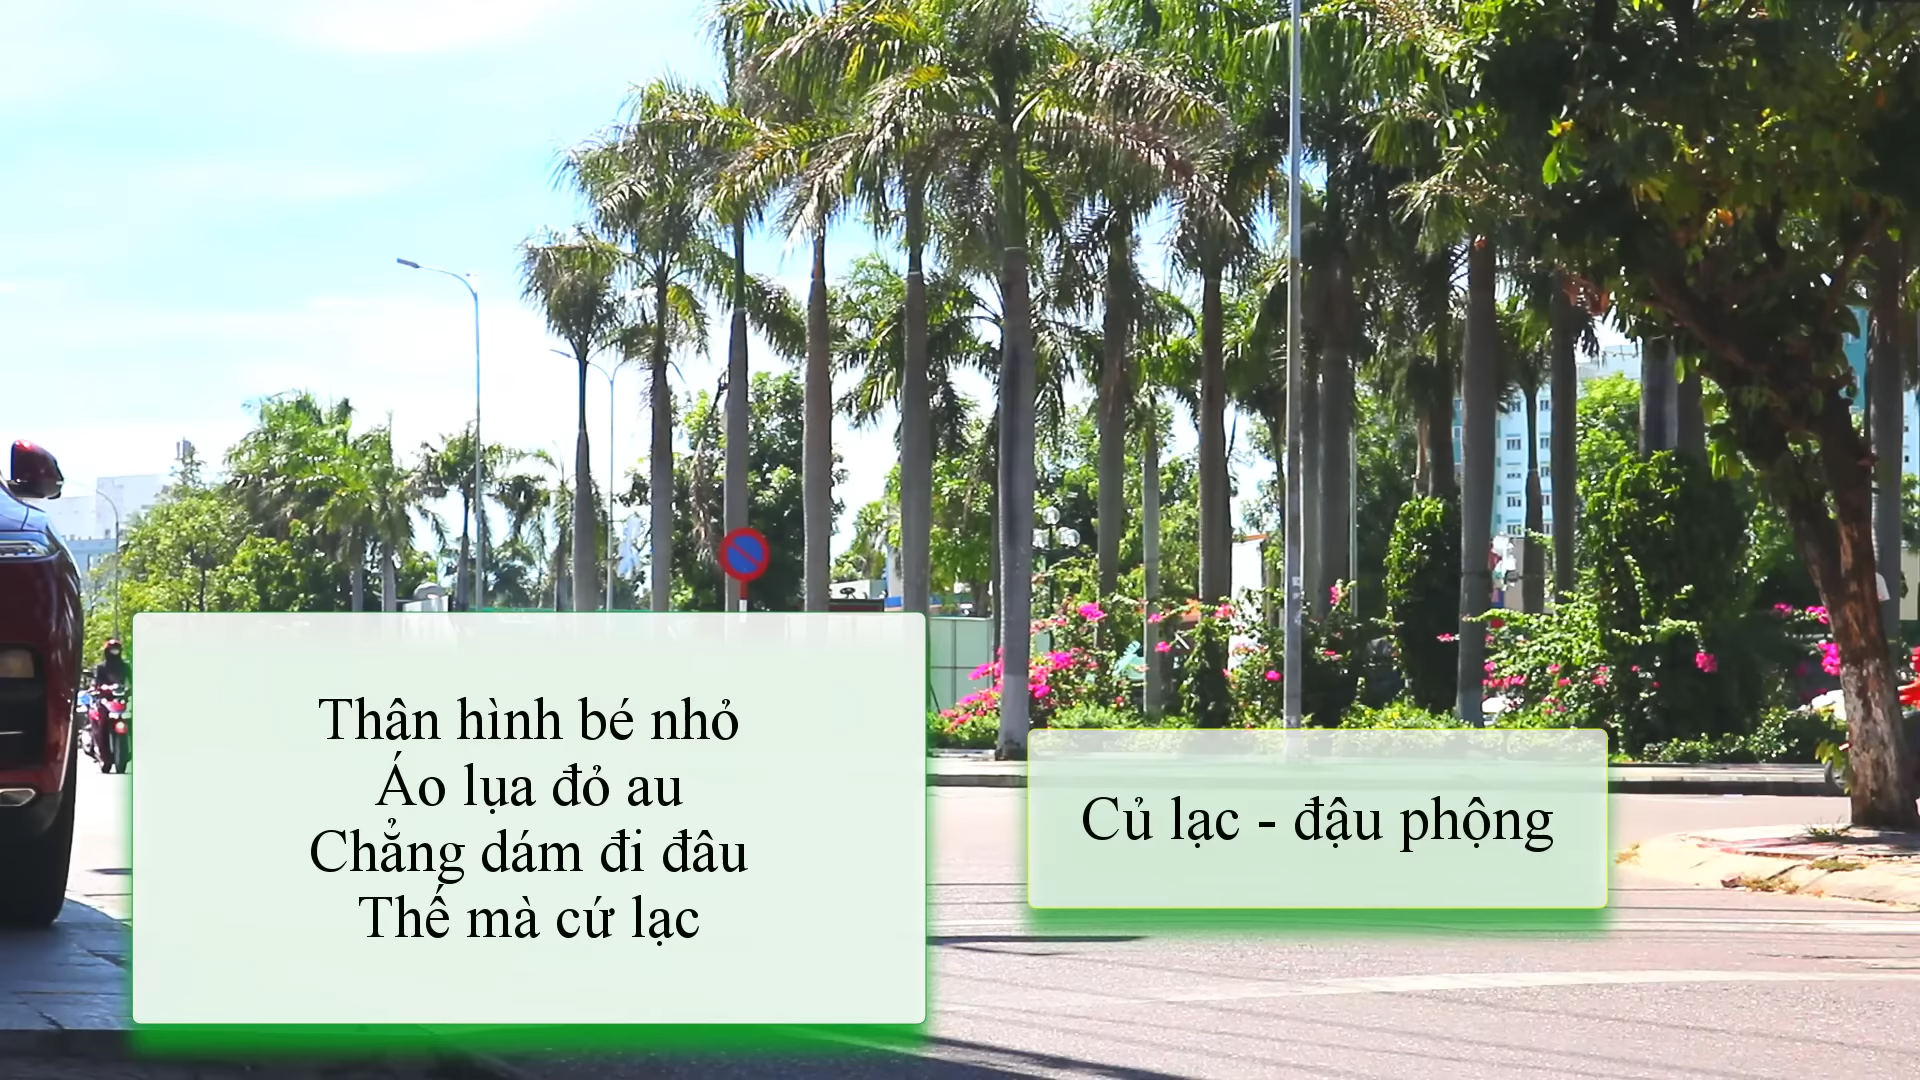 Thân hình bé nhỏ
Áo lụa đỏ au
Chẳng dám đi đâu
Thế mà cứ lạc
Củ lạc - đậu phộng